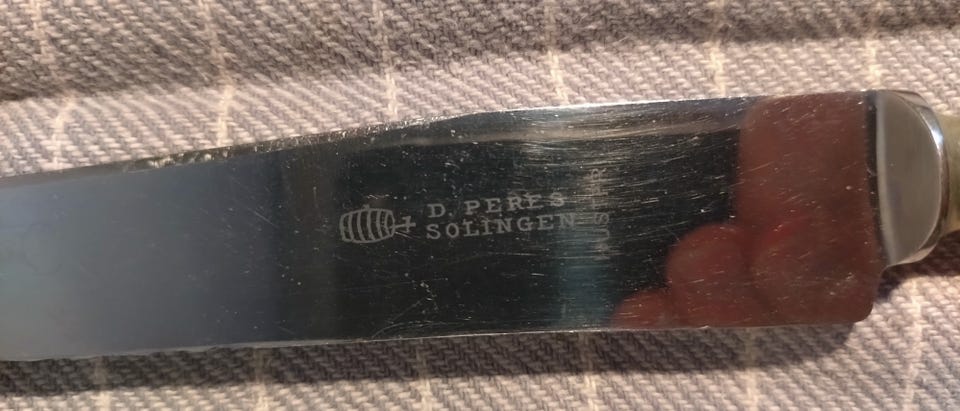 D. PERES
SOLINGEN